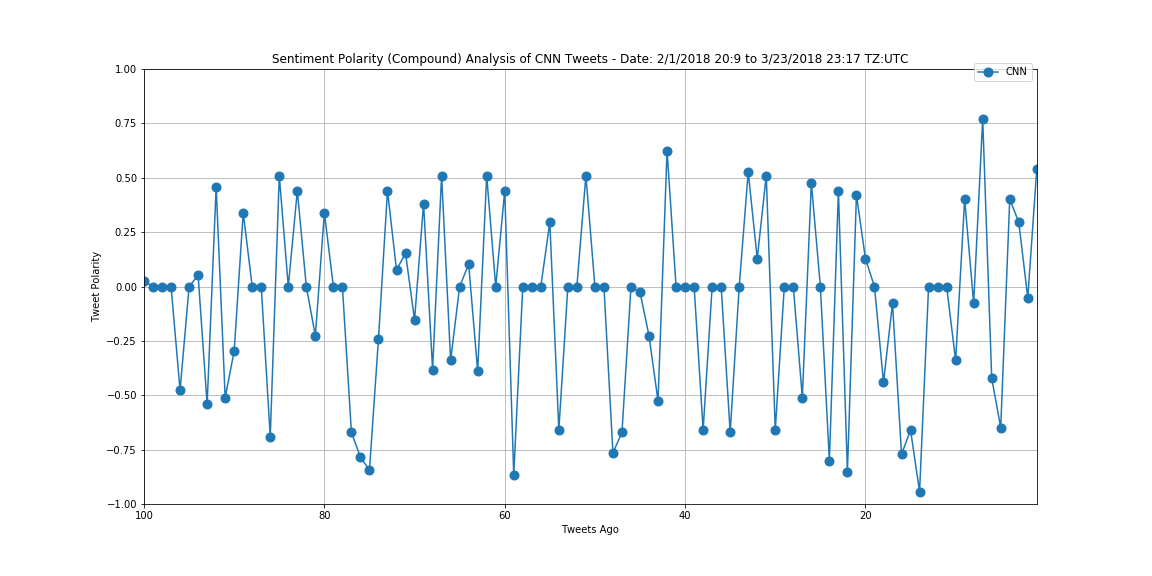 Sentiment Polarity (Compound) Analysis of CNN Tweets - Date: 2/1/2018 20:9 to 3/23/2018 23:17 TZ:UTC
CNN
1.00
0.75
0.50
0.25
0.00
−0.25
−0.50
−0.75
−1.00
Tweet Polarity
100 80 60 40 20
Tweets Ago